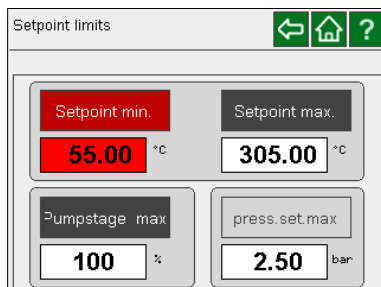 Setpoint limits ?
Setpoint min. Setpoint max.
55.00 °C 305.00 °C
Pumpstage max press.set.max
100 % 2.50 bar